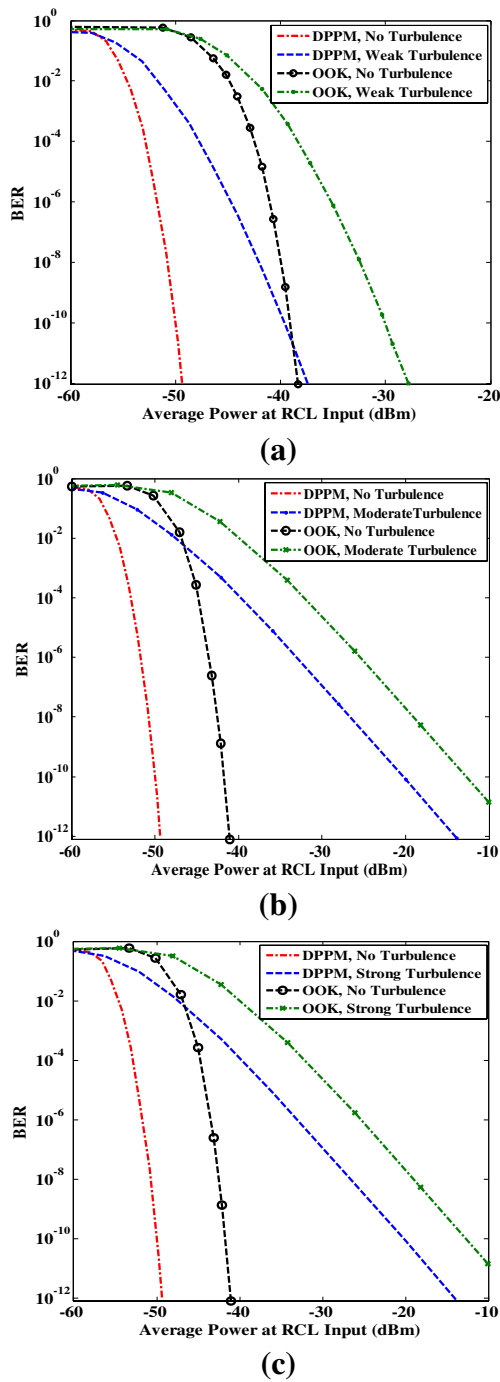 10^0
10^-2
10^-4
10^-6
10^-8
10^-10
10^-12
BER
DPPM, No Turbulence
DPPM, Weak Turbulence
OOK, No Turbulence
OOK, Weak Turbulence
-60 -50 -40 -30 -20
Average Power at RCL Input (dBm)
(a)
10^0
10^-2
10^-4
10^-6
10^-8
10^-10
10^-12
BER
DPPM, No Turbulence
DPPM, ModerateTurbulence
OOK, No Turbulence
OOK, Moderate Turbulence
-60 -50 -40 -30 -20 -10
Average Power at RCL Input (dBm)
(b)
10^0
10^-2
10^-4
10^-6
10^-8
10^-10
10^-12
BER
DPPM, No Turbulence
DPPM, Strong Turbulence
OOK, No Turbulence
OOK, Strong Turbulence
-60 -50 -40 -30 -20 -10
Average Power at RCL Input (dBm)
(c)